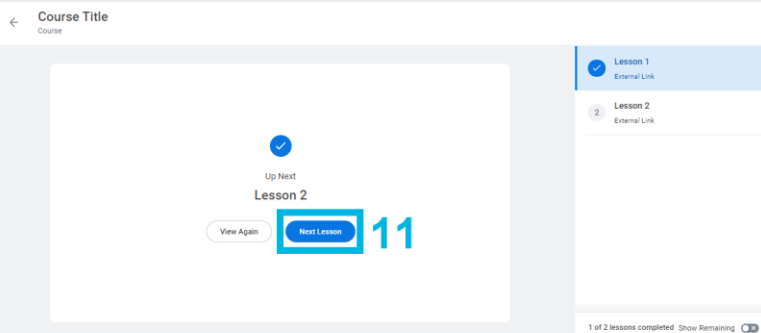 Course Title
Course
Up Next
Lesson 2
View Again
Next Lesson
11
Lesson 1
External Link
2
Lesson 2
External Link
1 of 2 lessons completed Show Remaining